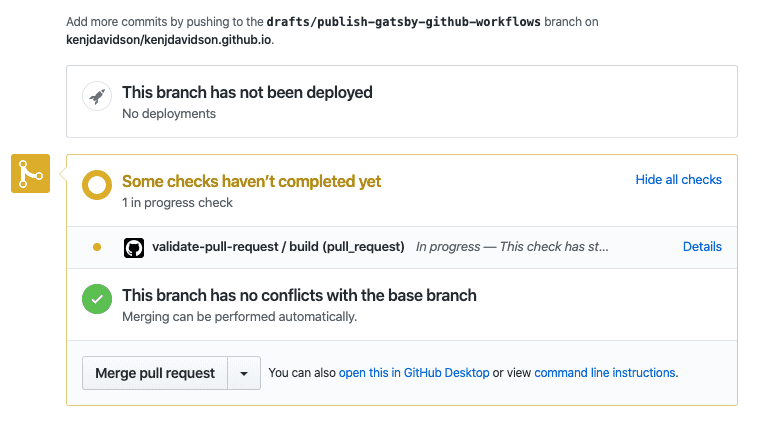 Add more commits by pushing to the drafts/publish-gatsby-github-workflows branch on
kenjdavidson/kenjdavidson.github.io.
This branch has not been deployed
No deployments
Some checks haven't completed yet
Hide all checks
1 in progress check
validate-pull-request / build (pull_request) In progress — This check has st...
Details
This branch has no conflicts with the base branch
Merging can be performed automatically.
Merge pull request
You can also open this in GitHub Desktop or view command line instructions.